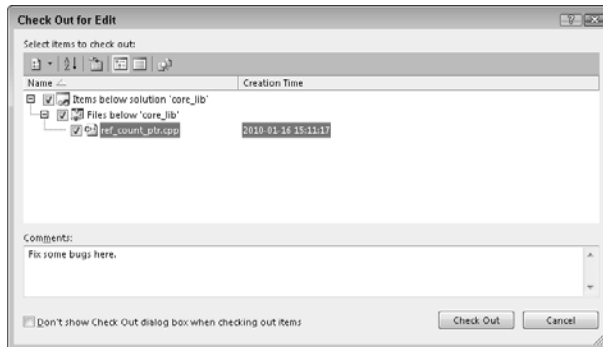 Check Out for Edit
Select items to check out:
Name
Creation Time
Items below solution 'core_lib'
Files below 'core_lib'
ref_count_ptr.cpp
2010-01-16 15:11:17
Comments:
Fix some bugs here.
Don't show Check Out dialog box when checking out items
Check Out
Cancel